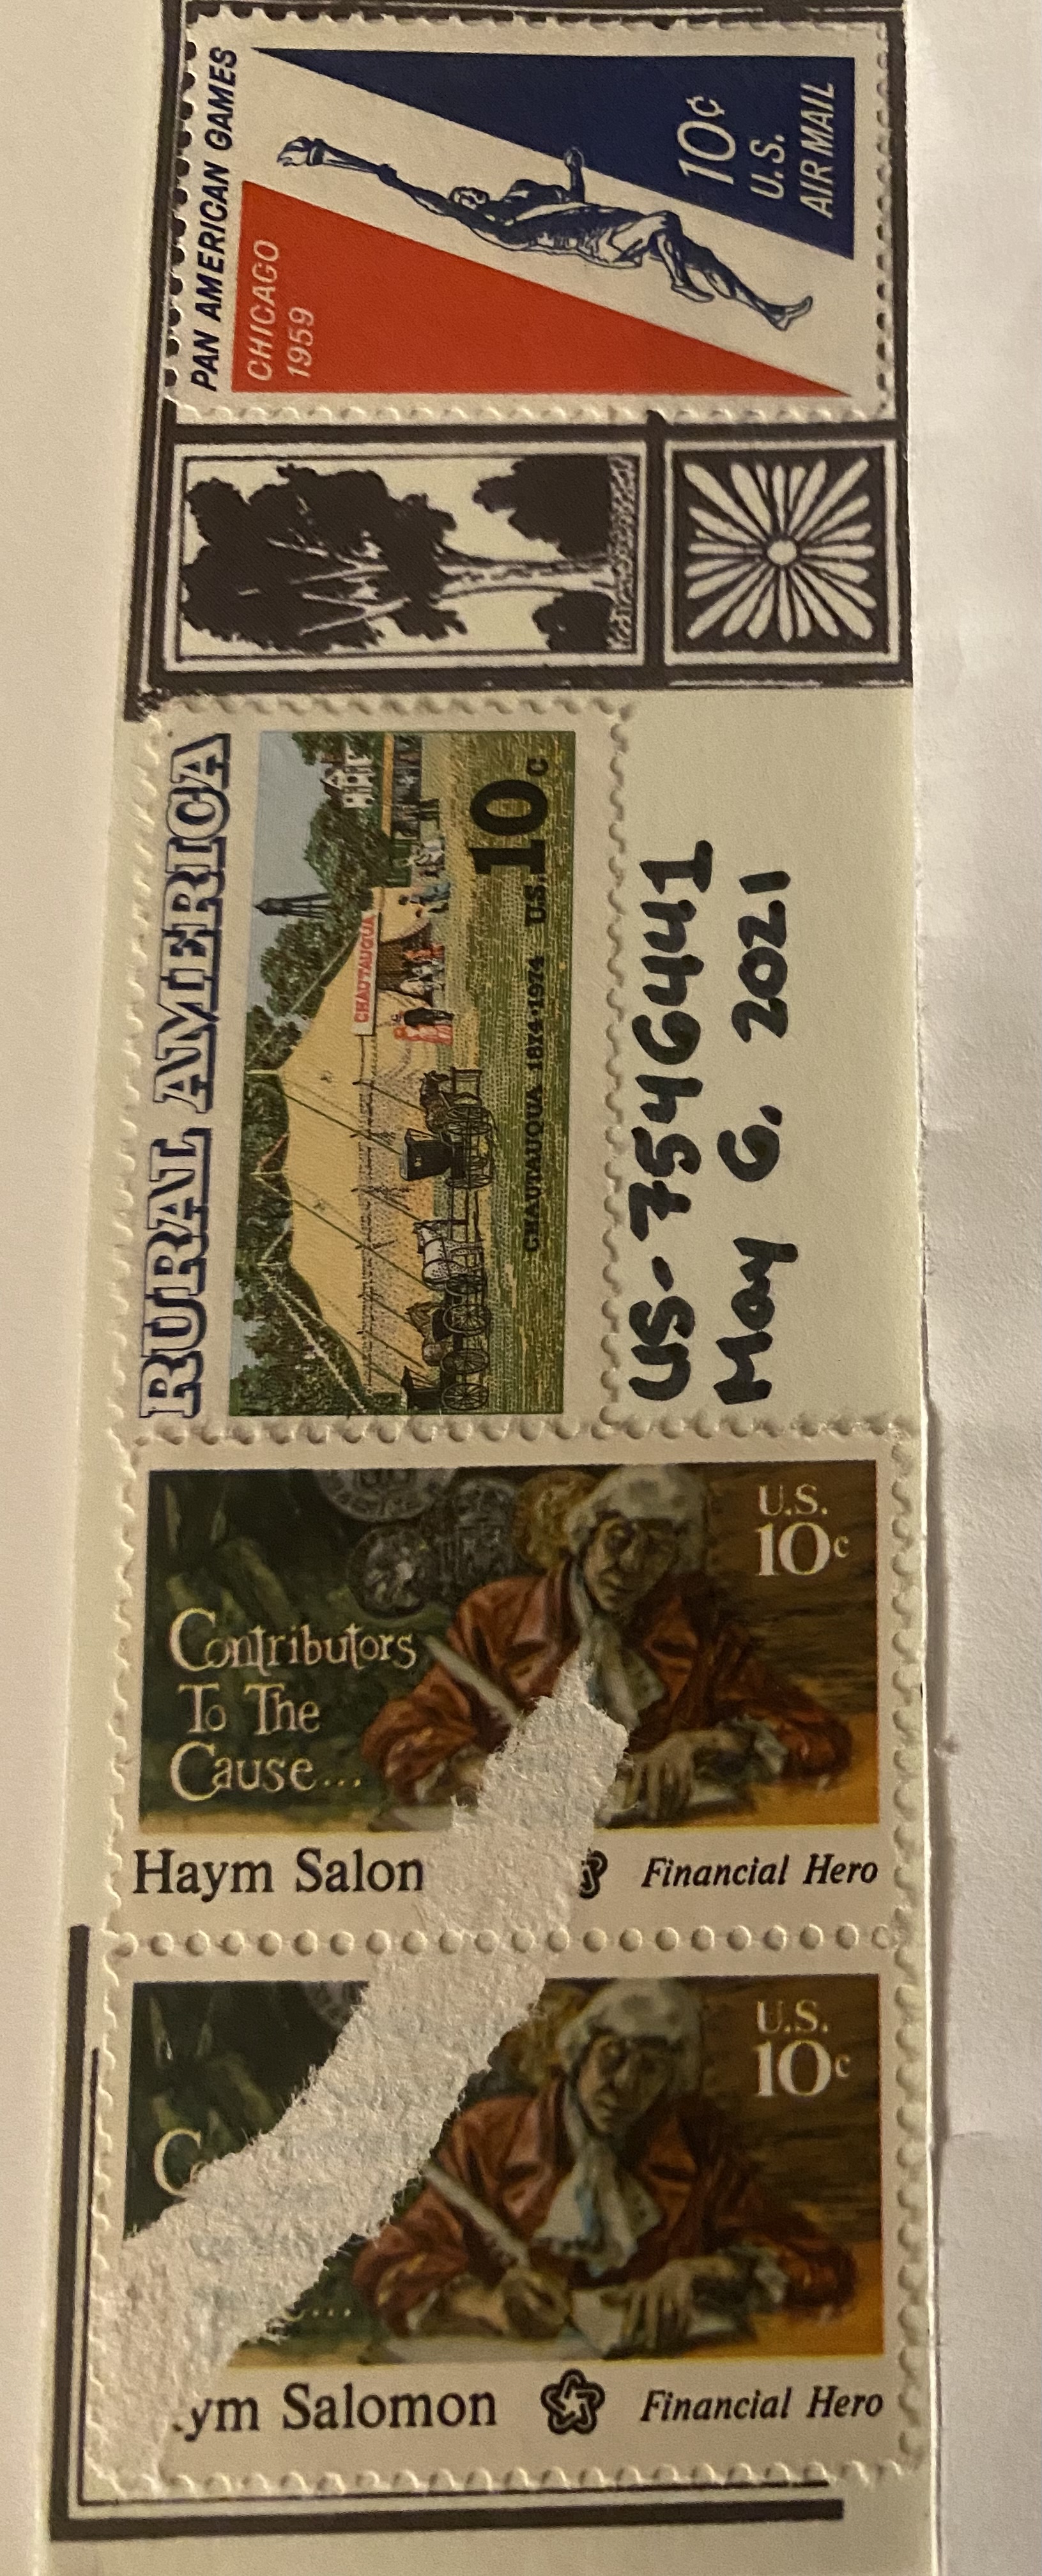 PAN AMERICAN GAMES
CHICAGO
1959
10¢
U.S.
AIR MAIL
RURAL AMERICA
CHAUTAUQUA
CHAUTAUQUA 1874-1974 U.S. 10c
US-7546441
May 6, 2021
U.S.
10c
Contributors
To The
Cause...
Haym Salon
Financial Hero
U.S.
10c
Co
...
ym Salomon
Financial Hero